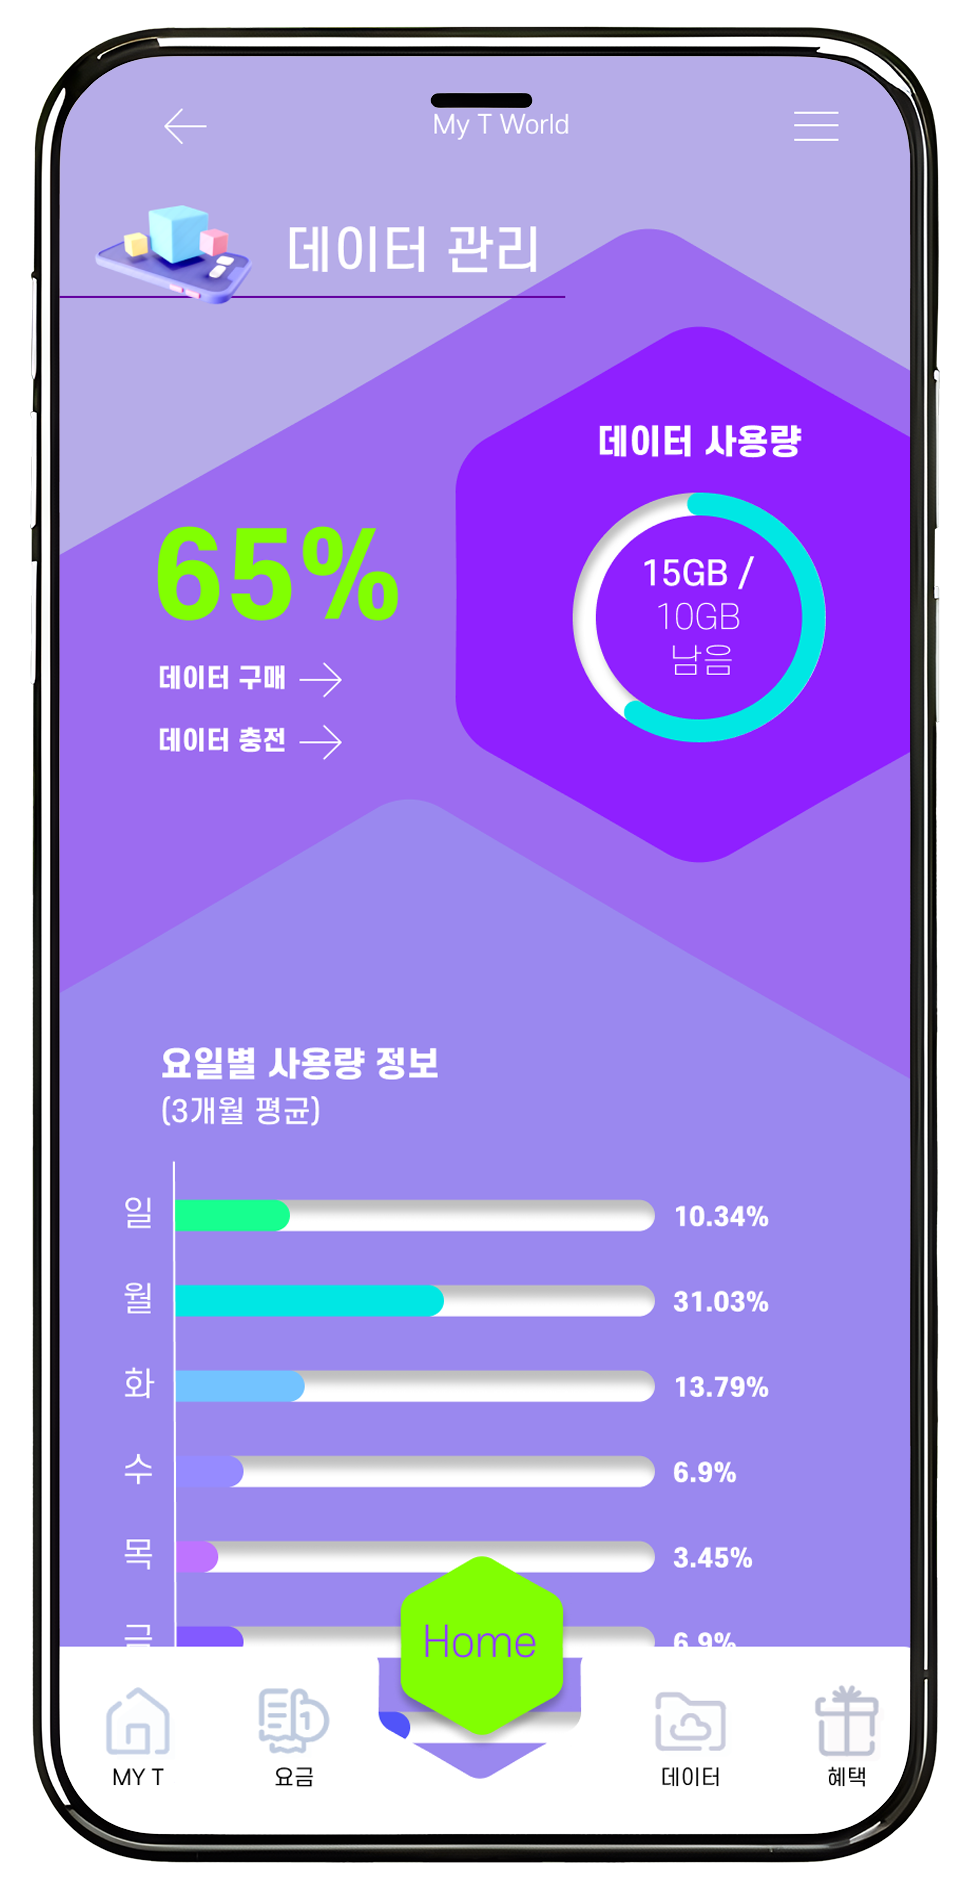 My T World
데이터 관리
데이터 사용량
65%
15GB /
10GB
남음
데이터 구매
데이터 충전
요일별 사용량 정보
(3개월 평균)
일 10.34%
월 31.03%
화 13.79%
수 6.9%
목 3.45%
금 6.9%
Home
MY T
요금
데이터
혜택